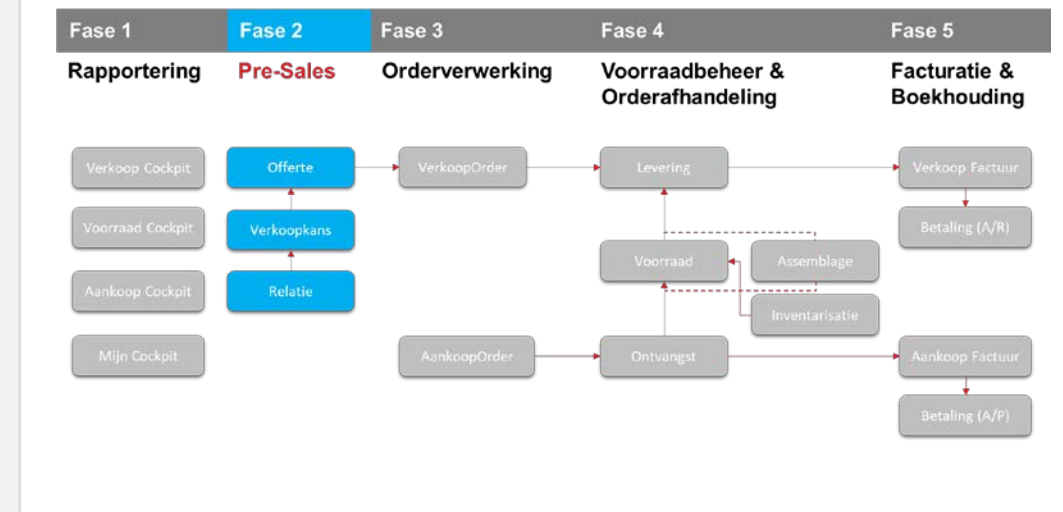 Fase 1
Fase 2
Fase 3
Fase 4
Fase 5
Rapportering
Pre-Sales
Orderverwerking
Voorraadbeheer &
Orderafhandeling
Facturatie &
Boekhouding
Verkoop Cockpit
Offerte
VerkoopOrder
Levering
Verkoop Factuur
Voorraad Cockpit
Verkoopkans
Betaling (A/R)
Voorraad
Assemblage
Aankoop Cockpit
Relatie
Inventarisatie
Mijn Cockpit
AankoopOrder
Ontvangst
Aankoop Factuur
Betaling (A/P)